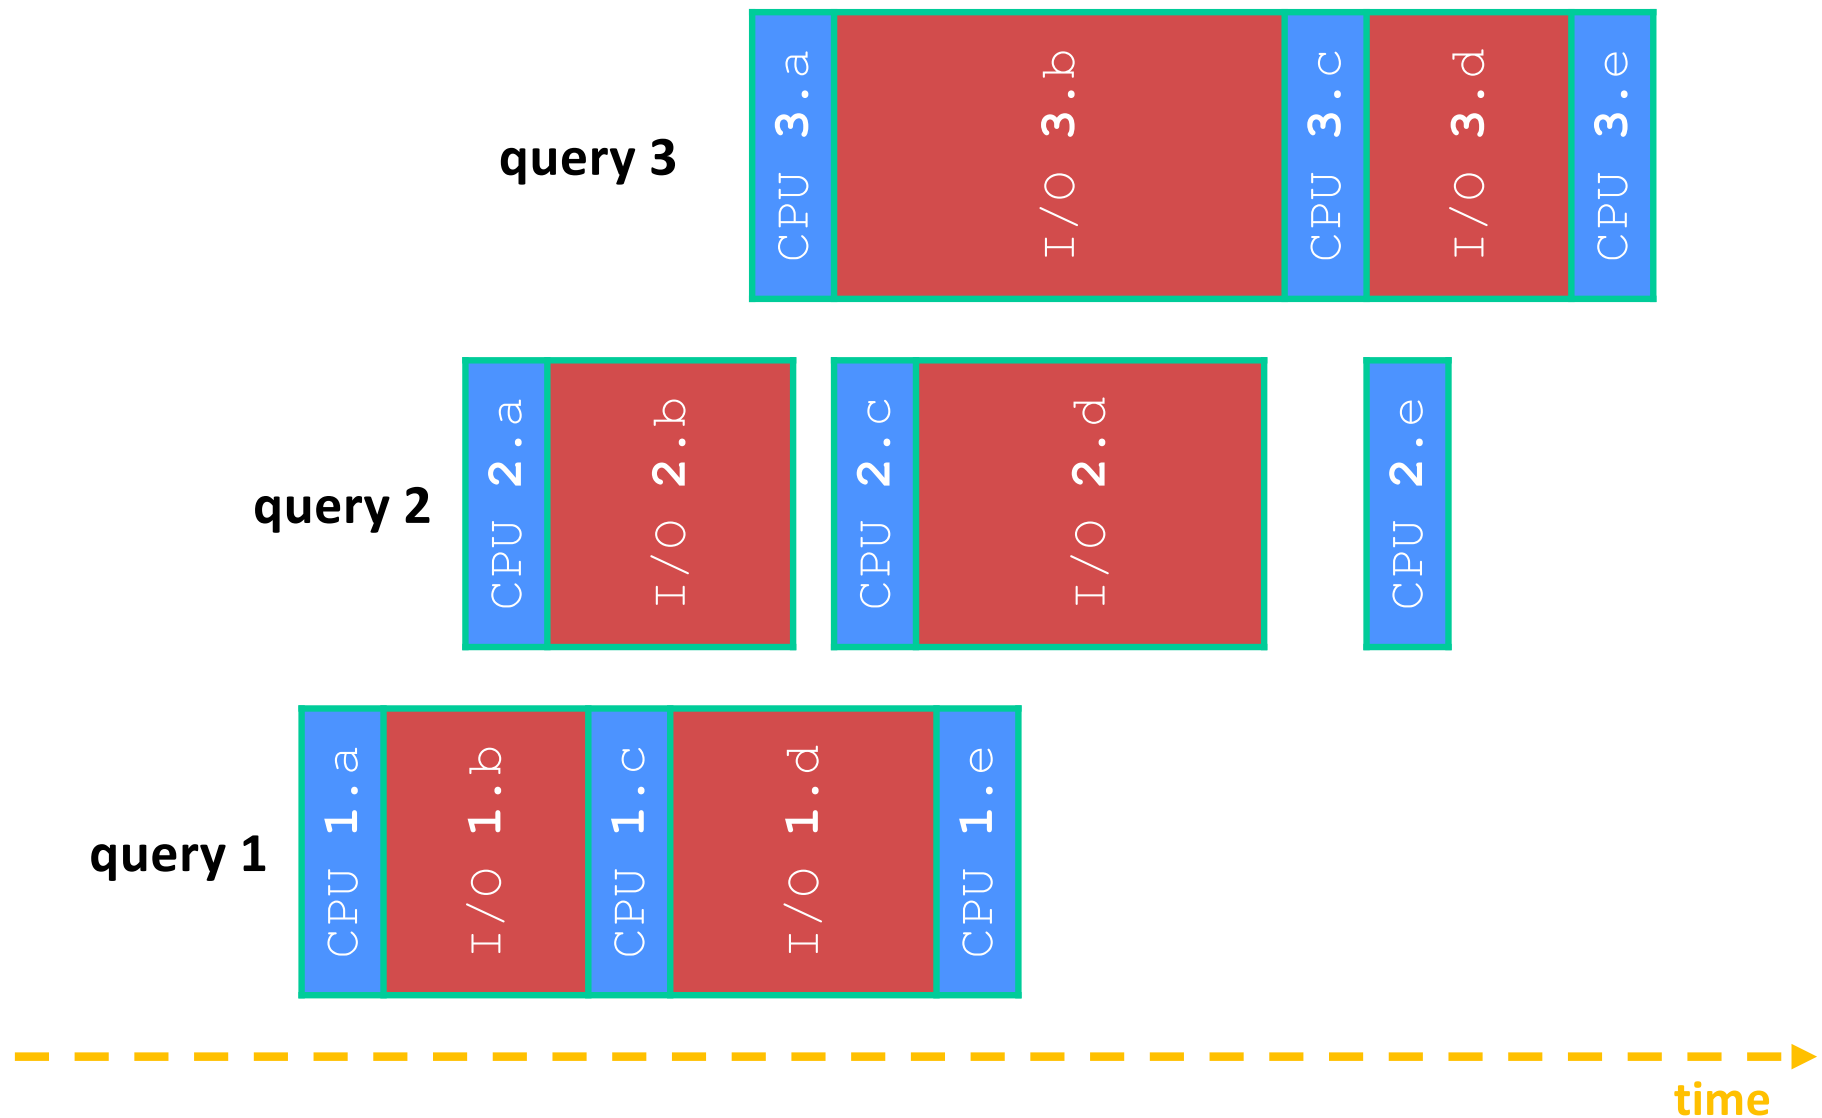 query 3
CPU 3.a
I/O 3.b
CPU 3.c
I/O 3.d
CPU 3.e
query 2
CPU 2.a
I/O 2.b
CPU 2.c
I/O 2.d
CPU 2.e
query 1
CPU 1.a
I/O 1.b
CPU 1.c
I/O 1.d
CPU 1.e
time